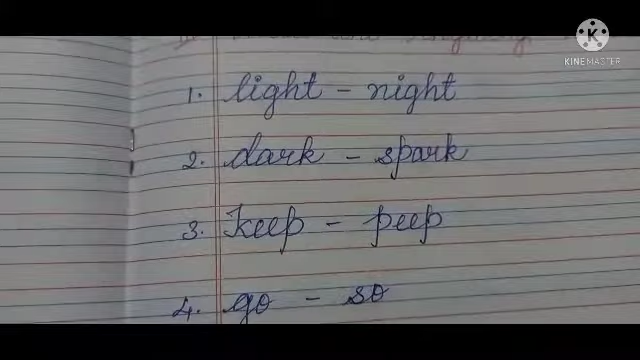 KINEMASTER
1. light - night
2. dark - spark
3. keep - peep
4. go - so